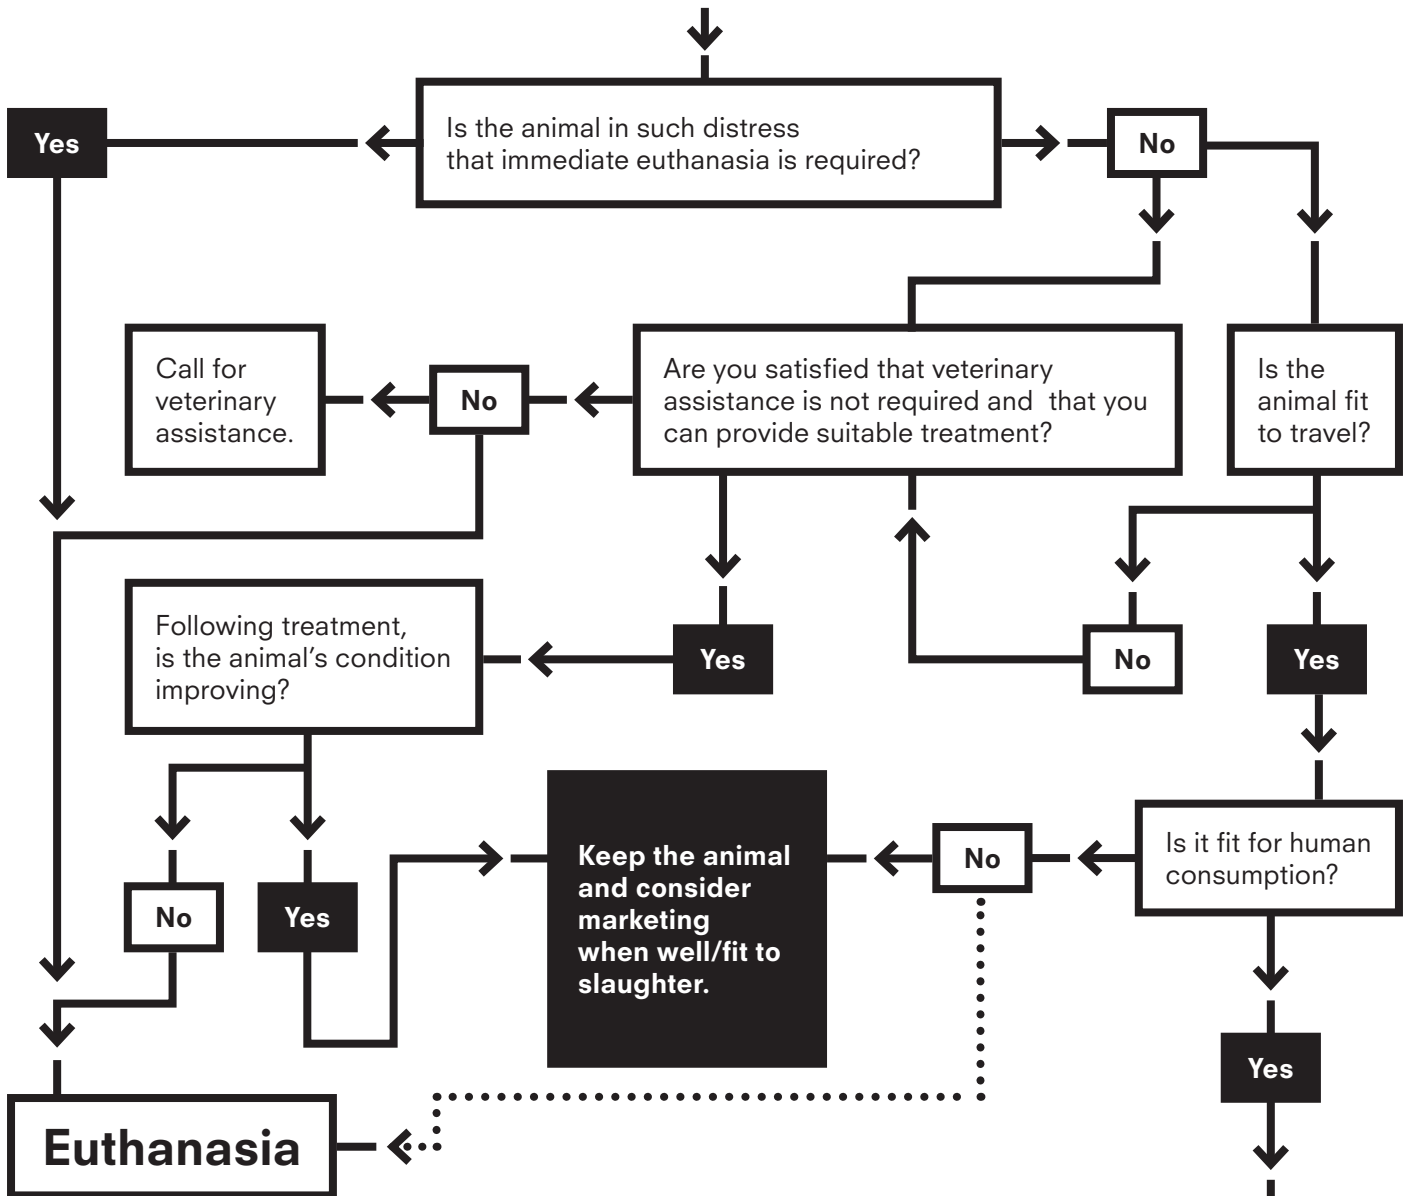 Is the animal in such distress
that immediate euthanasia is required?
Yes
No
Call for
veterinary
assistance.
No
Are you satisfied that veterinary
assistance is not required and that you
can provide suitable treatment?
Is the
animal fit
to travel?
Following treatment,
is the animal's condition
improving?
Yes
No
Yes
Keep the animal
and consider
marketing
when well/fit to
slaughter.
No
Is it fit for human
consumption?
No
Yes
Yes
Euthanasia